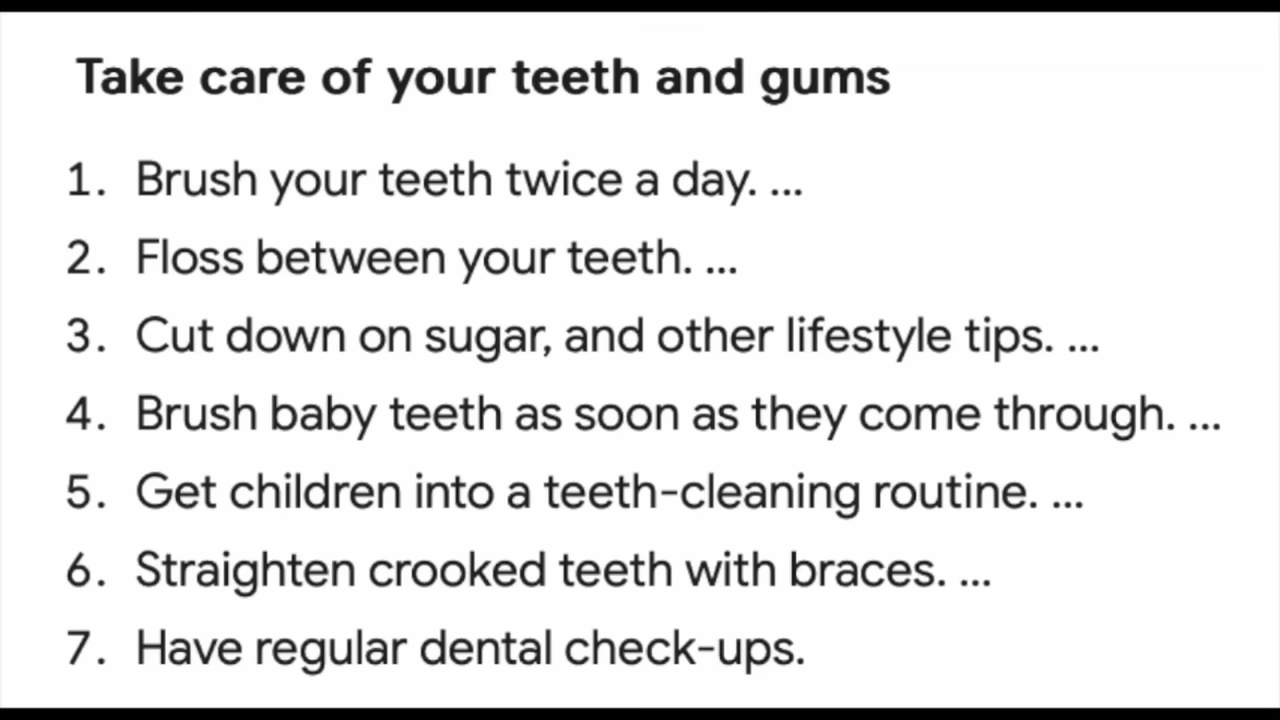 Take care of your teeth and gums
1. Brush your teeth twice a day. ...
2. Floss between your teeth. ...
3. Cut down on sugar, and other lifestyle tips. ...
4. Brush baby teeth as soon as they come through. ...
5. Get children into a teeth-cleaning routine. ...
6. Straighten crooked teeth with braces. ...
7. Have regular dental check-ups.